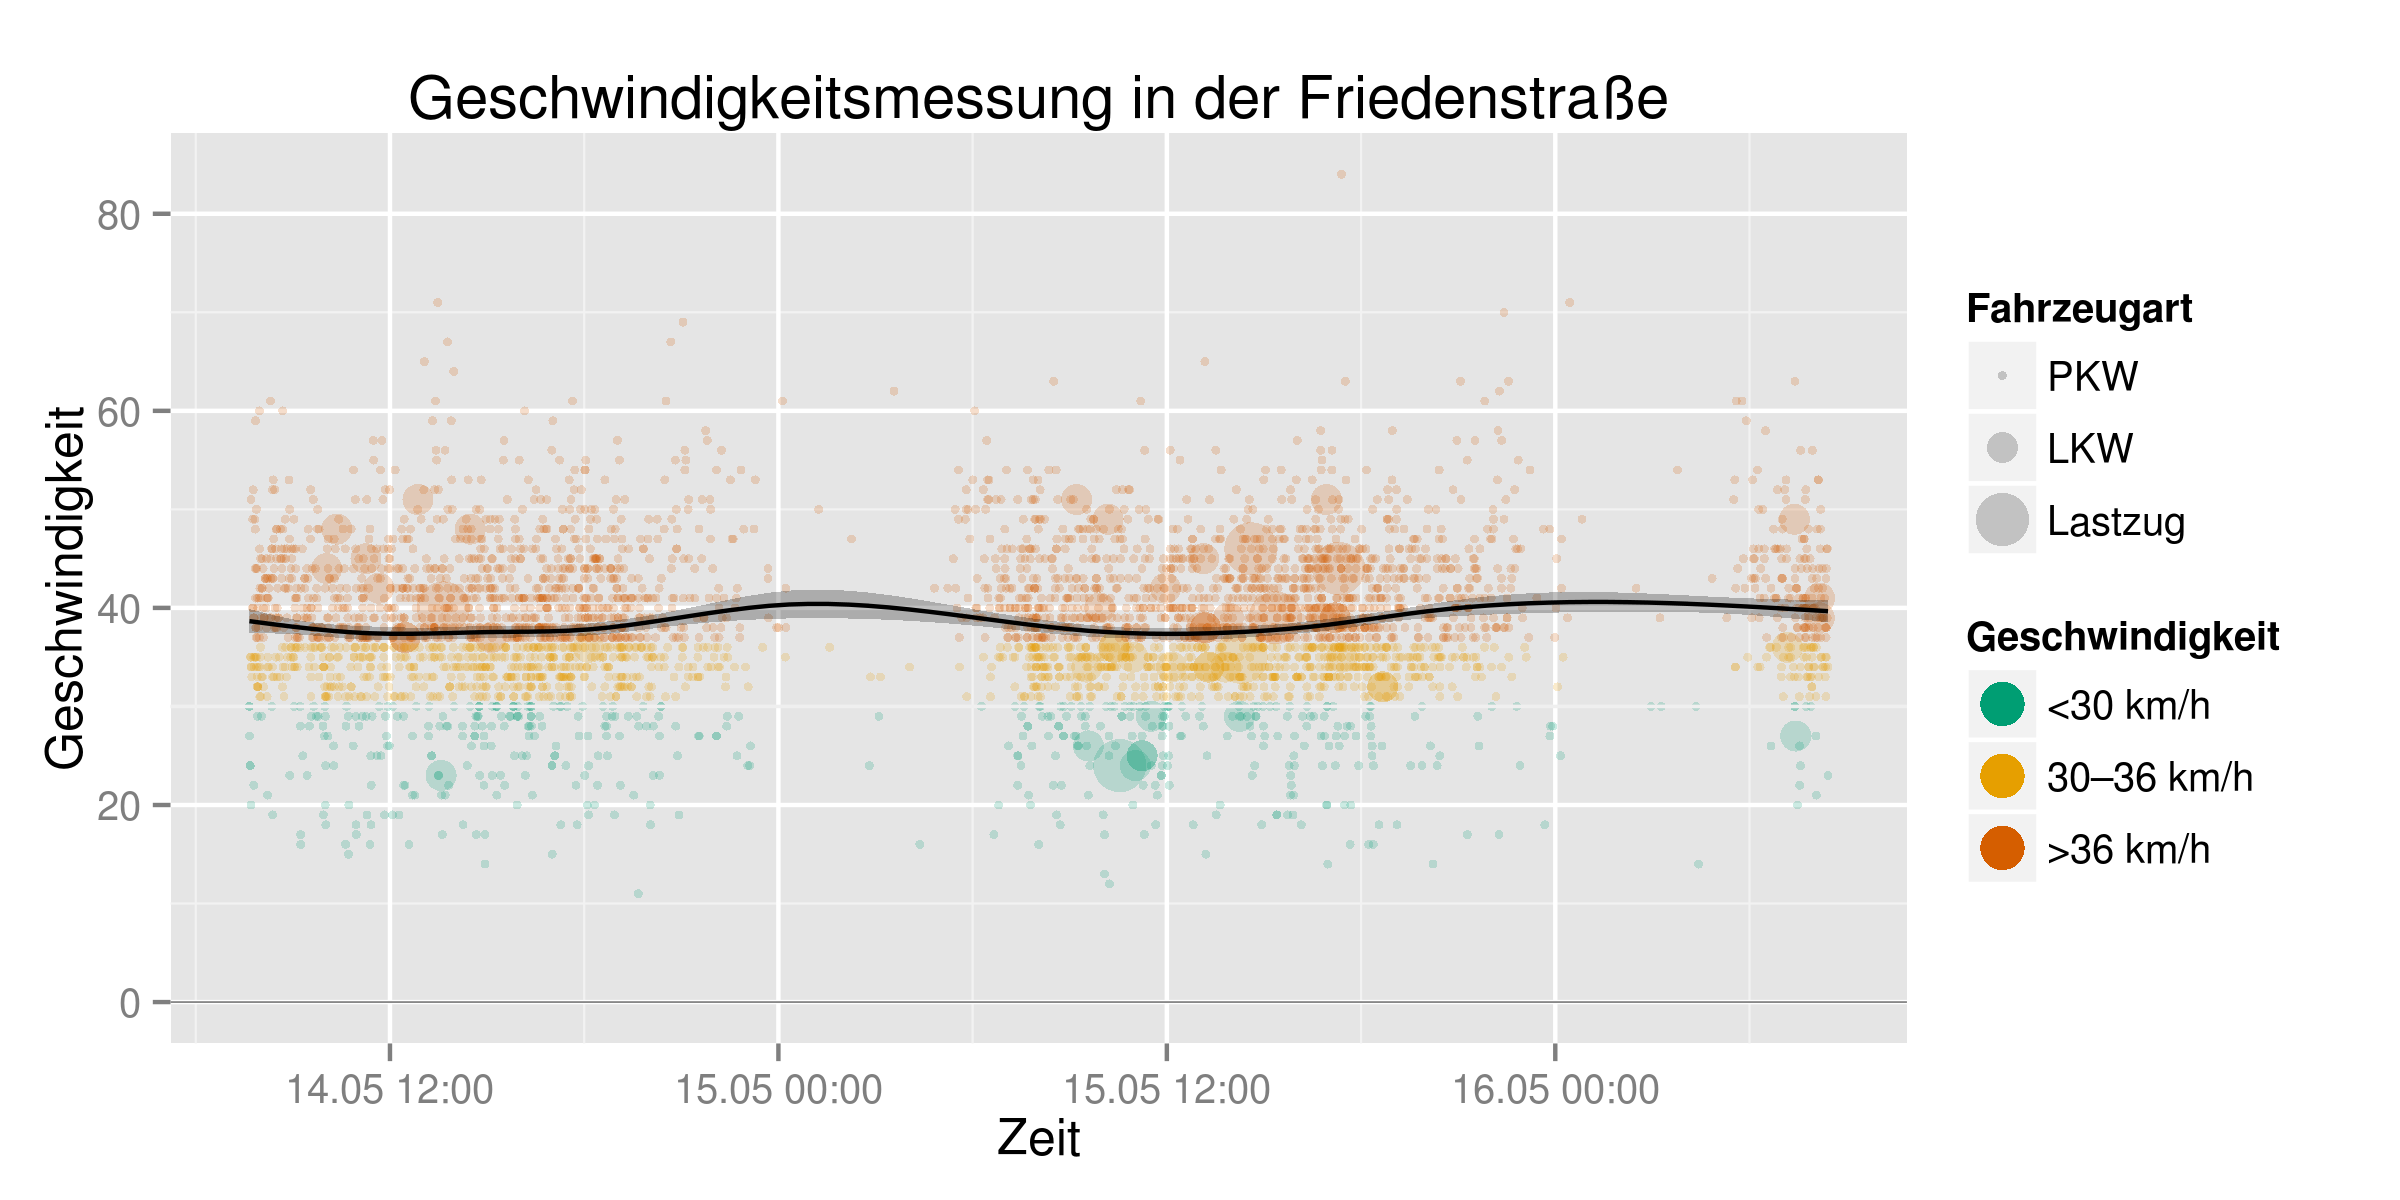 Geschwindigkeitsmessung in der Friedenstraße
Geschwindigkeit
80
60
40
20
0
14.05 12:00
15.05 00:00
15.05 12:00
16.05 00:00
Zeit
Fahrzeugart
PKW
LKW
Lastzug
Geschwindigkeit
<30 km/h
30–36 km/h
>36 km/h